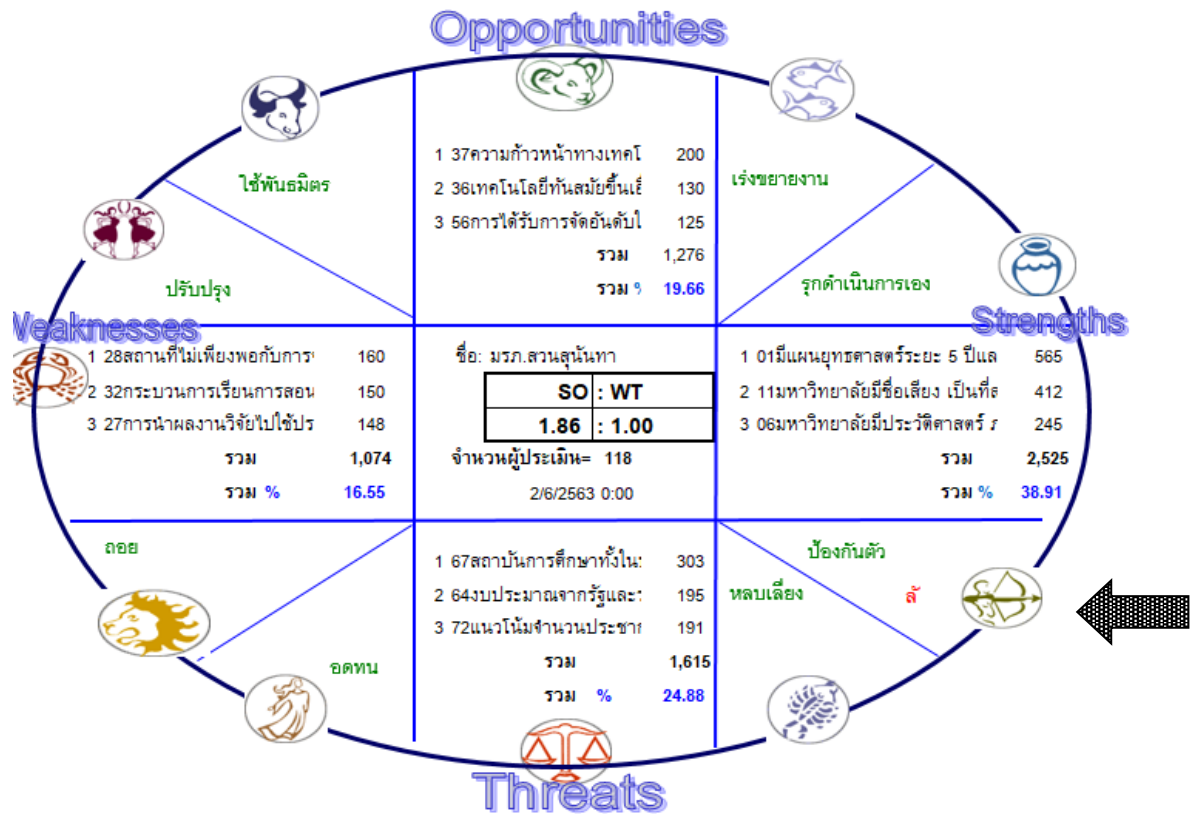 Opportunities
1 37ความก้าวหน้าทางเทคโ 200
2 36เทคโนโลยีทันสมัยขึ้นเยื 130
3 56การได้รับการจัดอันดับใ 125
รวม 1,276
รวม % 19.66
ใช้พันธมิตร
เร่งขยายงาน
ปรับปรุง
รุกดำเนินการเอง
Weaknesses
1 28สถานที่ไม่เพียงพอกับการ 160
2 32กระบวนการเรียนการสอน 150
3 27การนำผลงานวิจัยไปใช้ปร 148
รวม 1,074
รวม % 16.55
ชื่อ: มรภ.สวนสุนันทา
SO : WT
1.86 : 1.00
จำนวนผู้ประเมิน= 118
2/6/2563 0:00
Strengths
1 01มีแผนยุทธศาสตร์ระยะ 5 ปีแล 565
2 11มหาวิทยาลัยมีชื่อเสียง เป็นที่ส 412
3 06มหาวิทยาลัยมีประวัติศาสตร์ 245
รวม 2,525
รวม % 38.91
ถอย
อดทน
1 67สถาบันการศึกษาทั้งใน 303
2 64งบประมาณจากรัฐและ 195
3 72แนวโน้มจำนวนประชาก 191
รวม 1,615
รวม % 24.88
ป้องกันตัว
หลบเลี่ยง
ลั
Threats